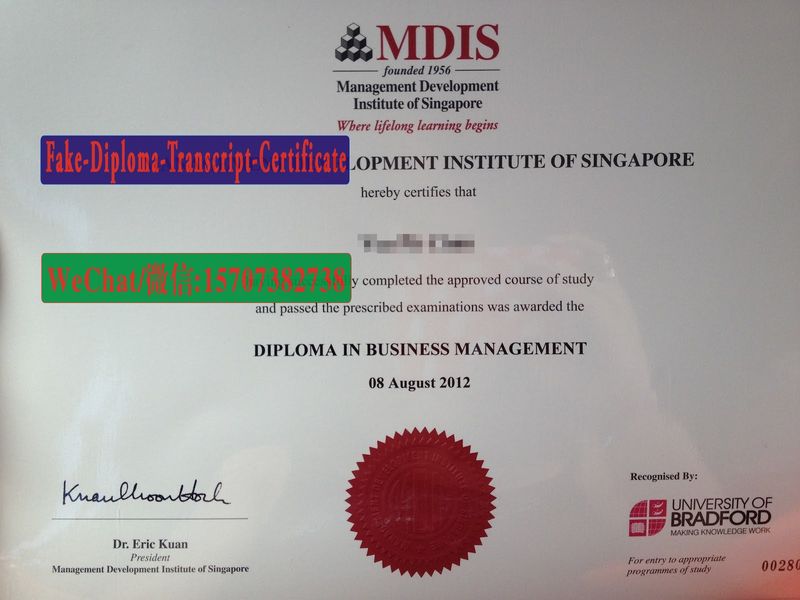 MDIS
founded 1956
Management Development
Institute of Singapore
Where lifelong learning begins
Fake-Diploma-Transcript-Certificate
OPMENT INSTITUTE OF SINGAPORE
hereby certifies that
WeChat/微信:15707382738
completed the approved course of study
and passed the prescribed examinations was awarded the
DIPLOMA IN BUSINESS MANAGEMENT
08 August 2012
Recognised By:
UNIVERSITY OF
BRADFORD
MAKING KNOWLEDGE WORK
Dr. Eric Kuan
President
Management Development Institute of Singapore
For entry to appropriate
programmes of study
00280